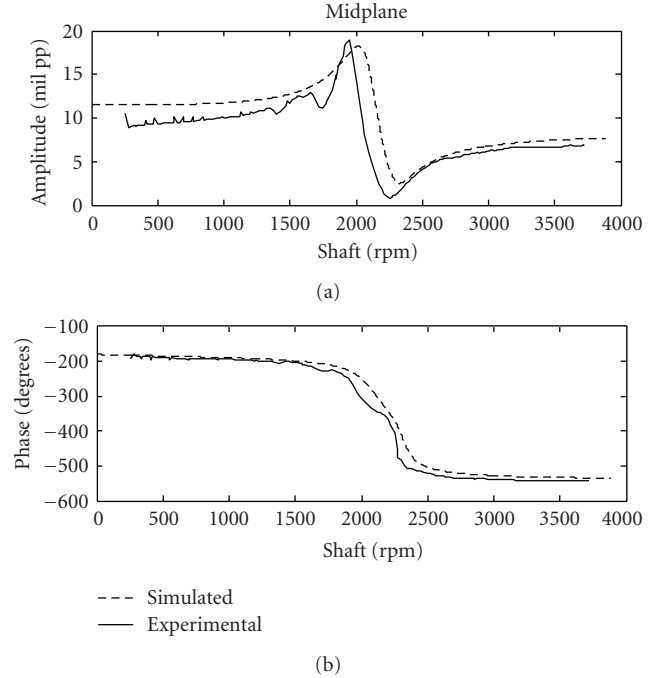 Midplane
20
15
10
5
0
Amplitude (mil pp)
0 500 1000 1500 2000 2500 3000 3500 4000
Shaft (rpm)
(a)
−100
−200
−300
−400
−500
−600
Phase (degrees)
0 500 1000 1500 2000 2500 3000 3500 4000
Shaft (rpm)
Simulated
Experimental
(b)